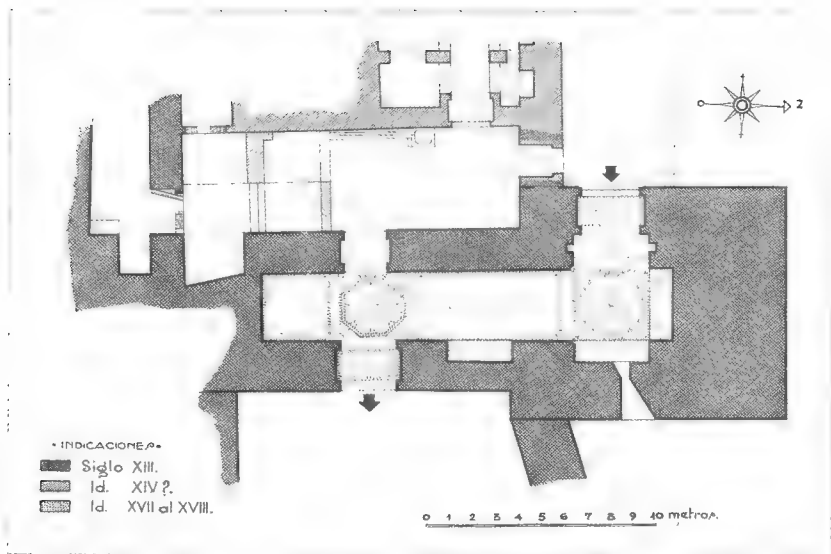 O Z
• INDICACIONES •
Siglo XIII.
Id. XIV ?.
Id. XVII al XVIII.
0 1 2 3 4 5 6 7 8 9 10 metros.